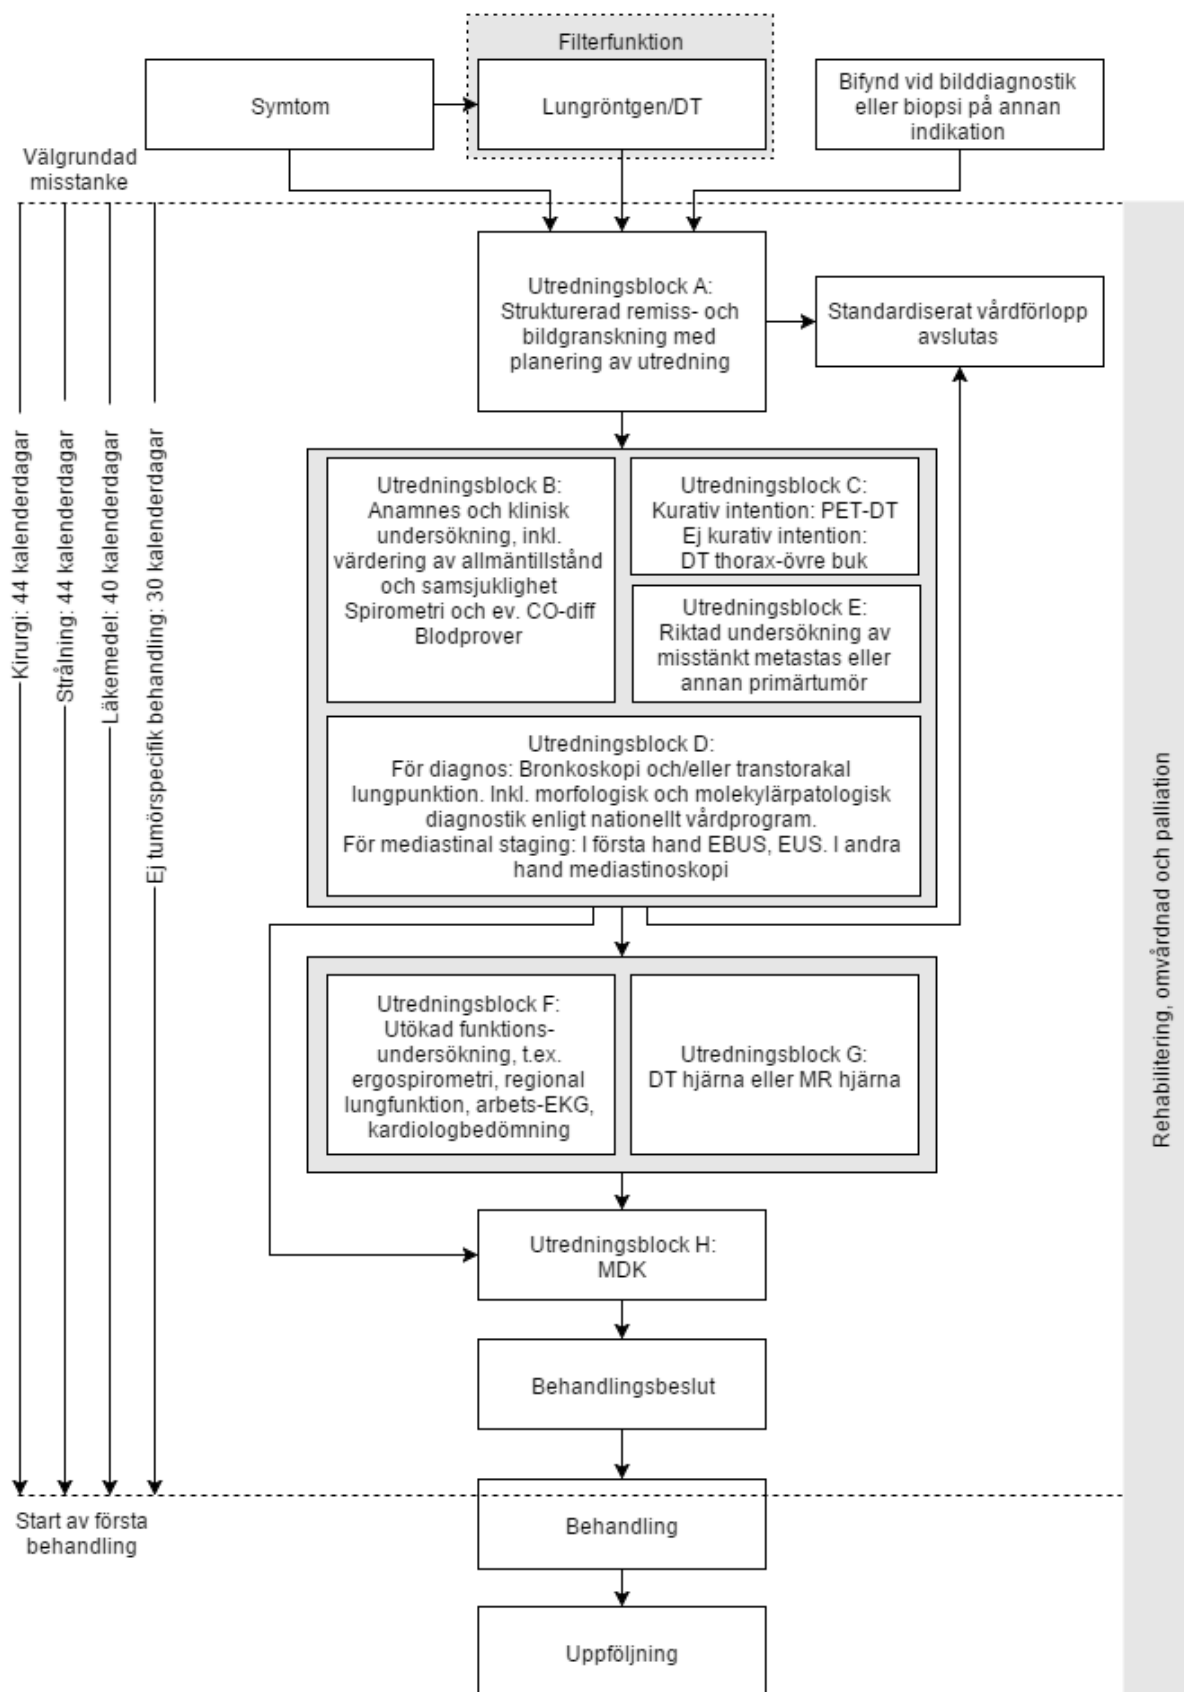 Filterfunktion
Symtom
Lungröntgen/DT
Bifynd vid bilddiagnostik
eller biopsi på annan
indikation
Välgrundad
misstanke
Utredningsblock A:
Strukturerad remiss- och
bildgranskning med
planering av utredning
Standardiserat vårdförlopp
avslutas
Kirurgi: 44 kalenderdagar
Strålning: 44 kalenderdagar
Läkemedel: 40 kalenderdagar
Ej tumörspecifik behandling: 30 kalenderdagar
Utredningsblock B:
Anamnes och klinisk
undersökning, inkl.
värdering av allmäntillstånd
och samsjuklighet
Spirometri och ev. CO-diff
Blodprover
Utredningsblock C:
Kurativ intention: PET-DT
Ej kurativ intention:
DT thorax-övre buk
Utredningsblock E:
Riktad undersökning av
misstänkt metastas eller
annan primärtumör
Utredningsblock D:
För diagnos: Bronkoskopi och/eller transtorakal
lungpunktion. Inkl. morfologisk och molekylärpatologisk
diagnostik enligt nationellt vårdprogram.
För mediastinal staging: I första hand EBUS, EUS. I andra
hand mediastinoskopi
Rehabilitering, omvårdnad och palliation
Utredningsblock F:
Utökad funktions-
undersökning, t.ex.
ergospirometri, regional
lungfunktion, arbets-EKG,
kardiologbedömning
Utredningsblock G:
DT hjärna eller MR hjärna
Utredningsblock H:
MDK
Behandlingsbeslut
Start av första
behandling
Behandling
Uppföljning